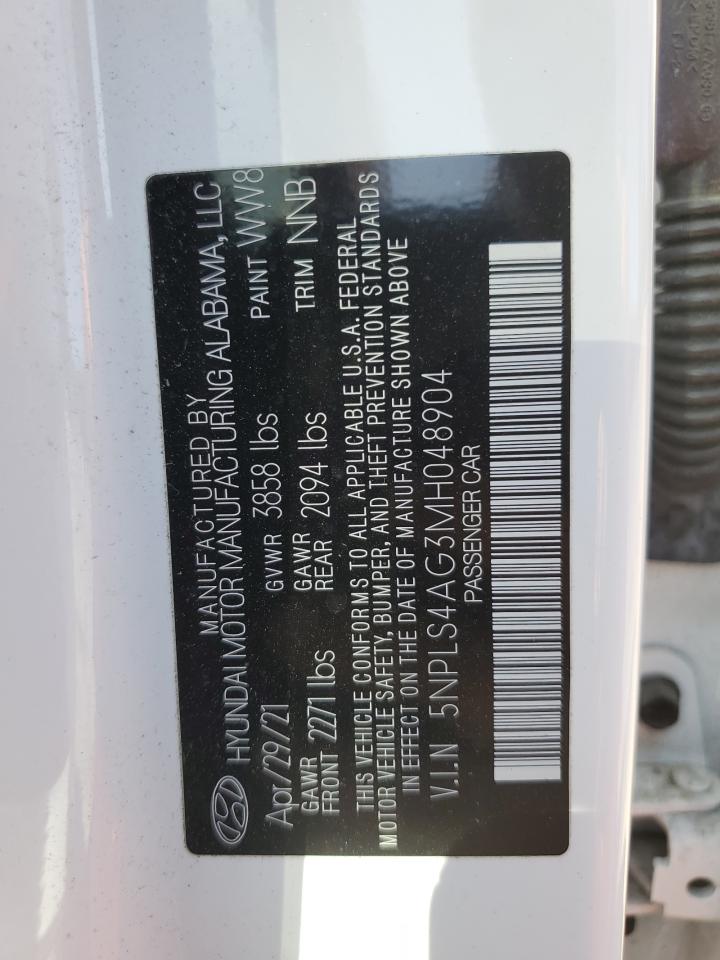 MANUFACTURED BY
HYUNDAI MOTOR MANUFACTURING ALABAMA, LLC
Apr./29/21 GVWR 3858 lbs PAINT WW8
GAWR FRONT 2271 lbs GAWR REAR 2094 lbs TRIM NNB
THIS VEHICLE CONFORMS TO ALL APPLICABLE U.S.A. FEDERAL
MOTOR VEHICLE SAFETY, BUMPER, AND THEFT PREVENTION STANDARDS
IN EFFECT ON THE DATE OF MANUFACTURE SHOWN ABOVE
V.I.N 5NPLS4AG3MH048904
PASSENGER CAR